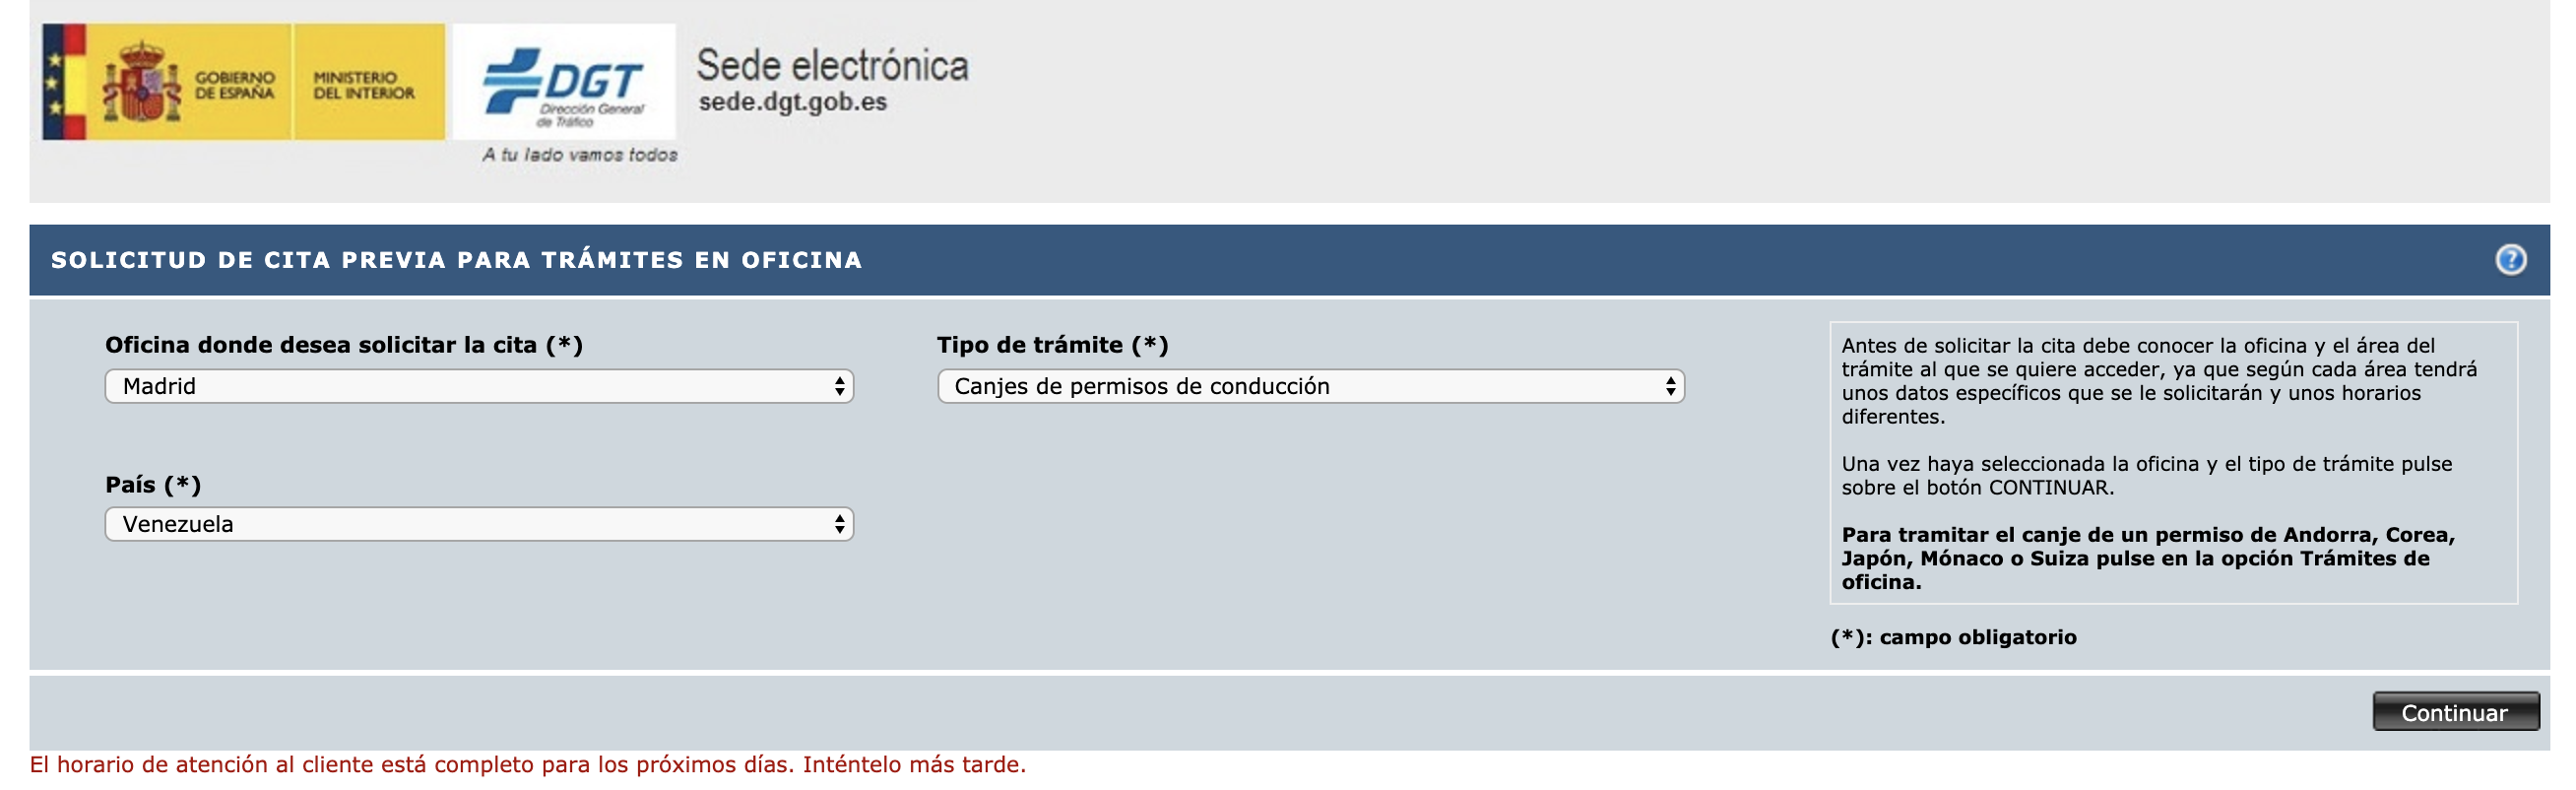 GOBIERNO
DE ESPAÑA
MINISTERIO
DEL INTERIOR
DGT
Dirección General
de Tráfico
A tu lado vamos todos
Sede electrónica
sede.dgt.gob.es
SOLICITUD DE CITA PREVIA PARA TRÁMITES EN OFICINA
?
Oficina donde desea solicitar la cita (*)
Madrid
Tipo de trámite (*)
Canjes de permisos de conducción
País (*)
Venezuela
Antes de solicitar la cita debe conocer la oficina y el área del
trámite al que se quiere acceder, ya que según cada área tendrá
unos datos específicos que se le solicitarán y unos horarios
diferentes.
Una vez haya seleccionada la oficina y el tipo de trámite pulse
sobre el botón CONTINUAR.
Para tramitar el canje de un permiso de Andorra, Corea,
Japón, Mónaco o Suiza pulse en la opción Trámites de
oficina.
(*): campo obligatorio
Continuar
El horario de atención al cliente está completo para los próximos días. Inténtelo más tarde.